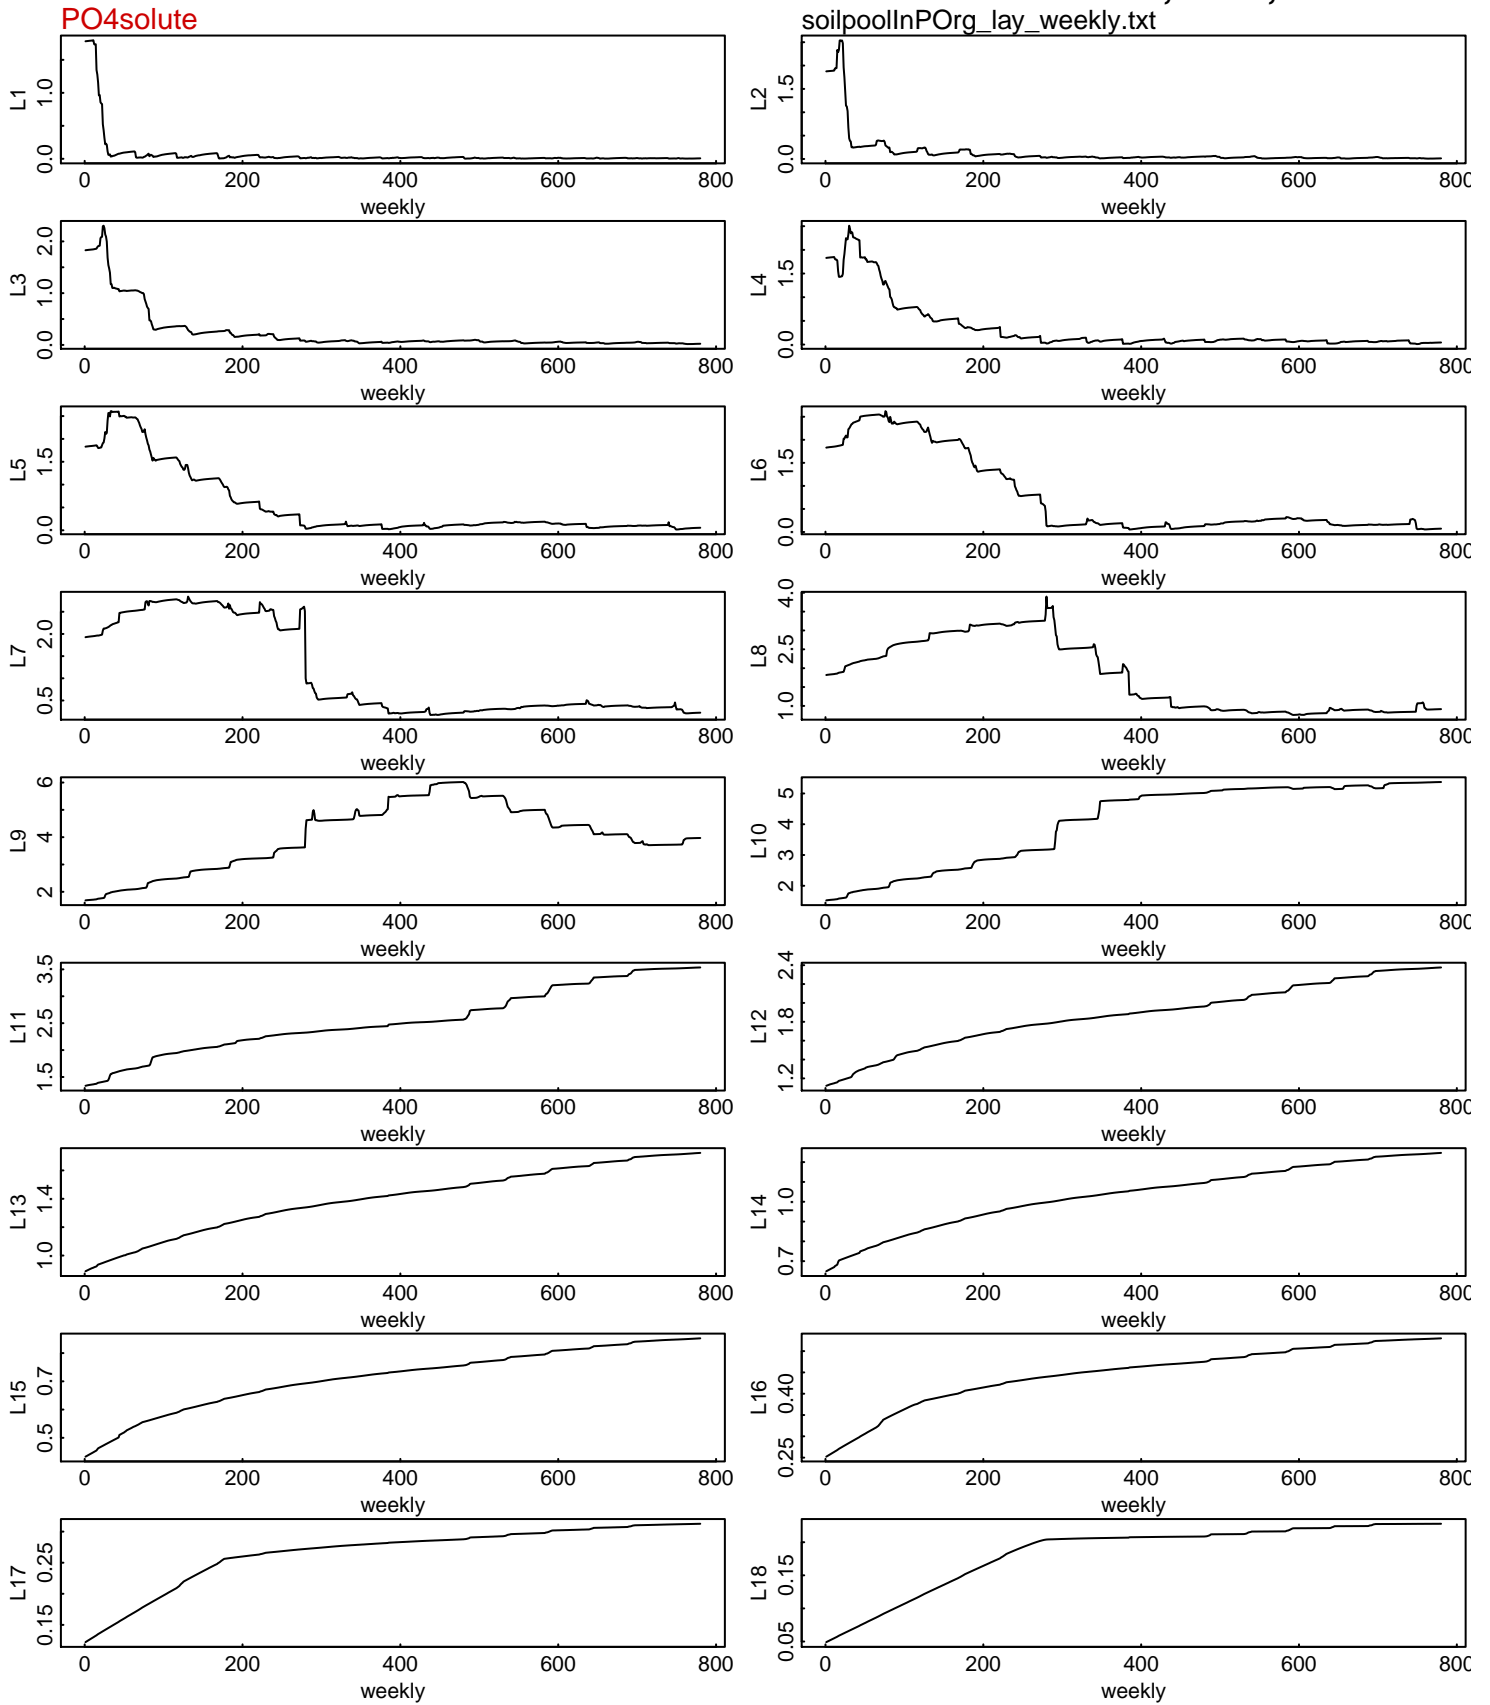 PO4solute
soilpoolInPOrg_lay_weekly.txt
L1
0.0 1.0
0 200 400 600 800
weekly
L2
0.0 1.5
0 200 400 600 800
weekly
L3
0.0 1.0 2.0
0 200 400 600 800
weekly
L4
0.0 1.5
0 200 400 600 800
weekly
L5
0.0 1.5
0 200 400 600 800
weekly
L6
0.0 1.5
0 200 400 600 800
weekly
L7
0.5 2.0
0 200 400 600 800
weekly
L8
1.0 2.5 4.0
0 200 400 600 800
weekly
L9
2 4 6
0 200 400 600 800
weekly
L10
2 3 4 5
0 200 400 600 800
weekly
L11
1.5 2.5 3.5
0 200 400 600 800
weekly
L12
1.2 1.8 2.4
0 200 400 600 800
weekly
L13
1.0 1.4
0 200 400 600 800
weekly
L14
0.7 1.0
0 200 400 600 800
weekly
L15
0.5 0.7
0 200 400 600 800
weekly
L16
0.25 0.40
0 200 400 600 800
weekly
L17
0.15 0.25
0 200 400 600 800
weekly
L18
0.05 0.15
0 200 400 600 800
weekly